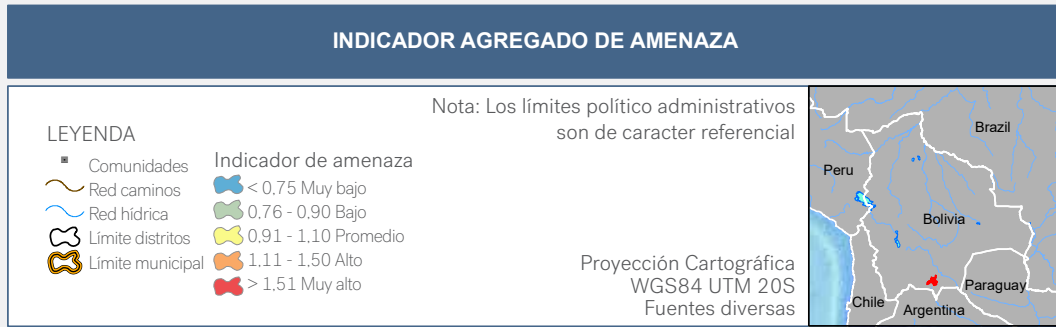 INDICADOR AGREGADO DE AMENAZA
Nota: Los límites político administrativos
son de caracter referencial
LEYENDA
Comunidades
Red caminos
Red hídrica
Límite distritos
Límite municipal
Indicador de amenaza
< 0,75 Muy bajo
0,76 - 0,90 Bajo
0,91 - 1,10 Promedio
1,11 - 1,50 Alto
> 1,51 Muy alto
Proyección Cartográfica
WGS84 UTM 20S
Fuentes diversas
Brazil
Peru
Bolivia
Paraguay
Chile
Argentina